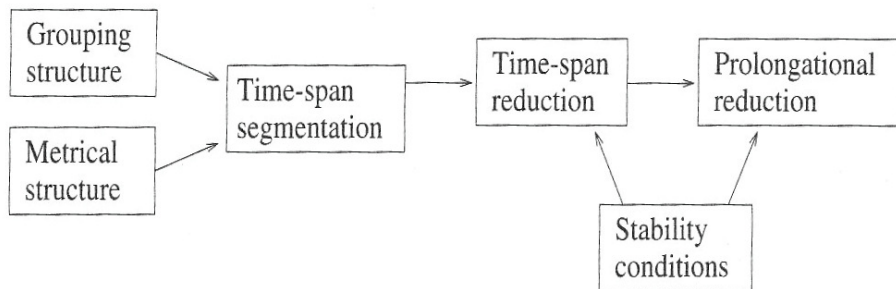 Grouping
structure
Metrical
structure
Time-span
segmentation
Time-span
reduction
Prolongational
reduction
Stability
conditions